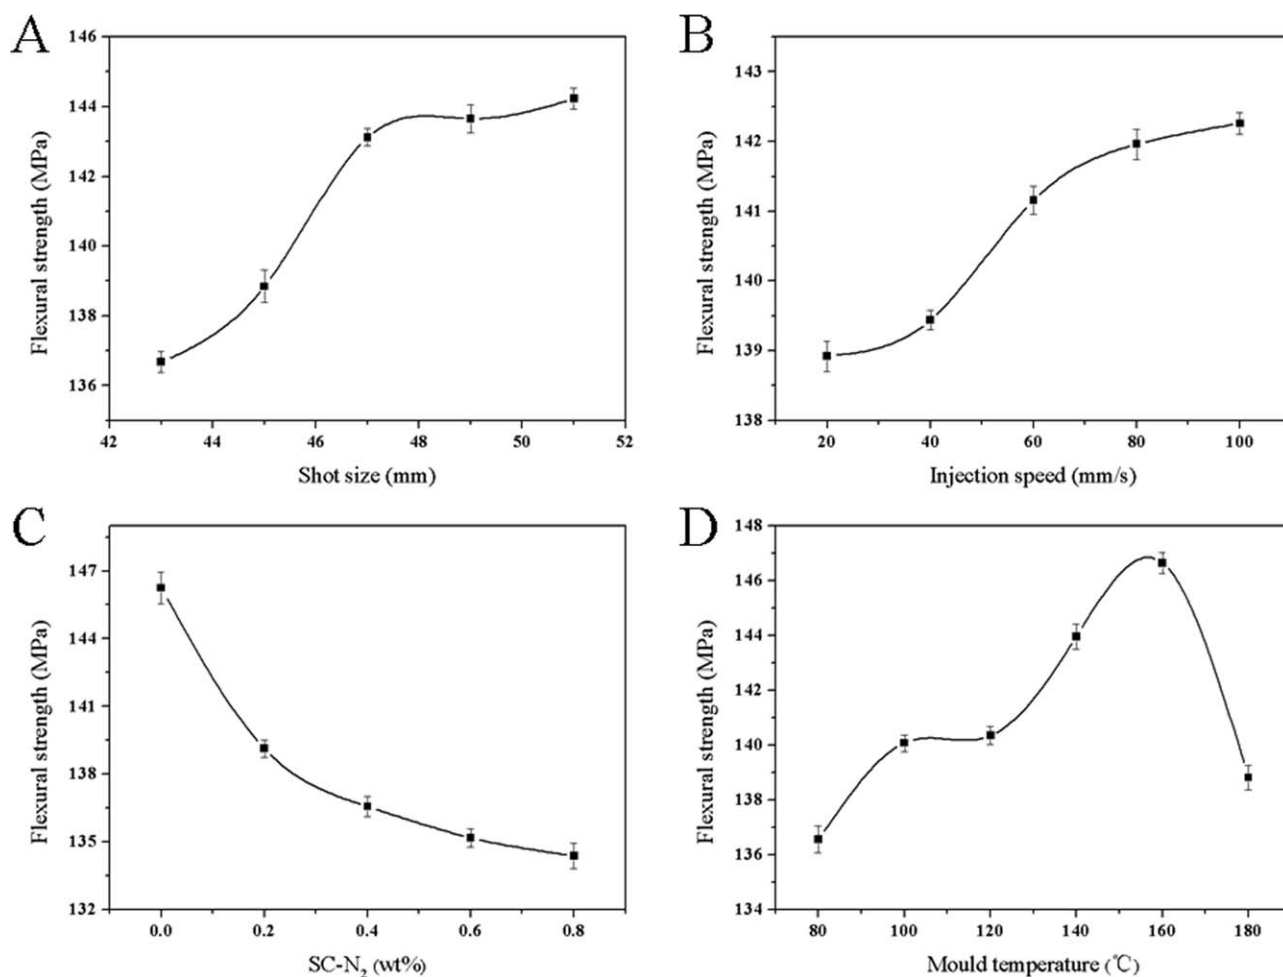 A
Flexural strength (MPa)
146
144
142
140
138
136
42 44 46 48 50 52
Shot size (mm)
B
Flexural strength (MPa)
143
142
141
140
139
138
20 40 60 80 100
Injection speed (mm/s)
C
Flexural strength (MPa)
147
144
141
138
135
132
0.0 0.2 0.4 0.6 0.8
SC-N₂ (wt%)
D
Flexural strength (MPa)
148
146
144
142
140
138
136
134
80 100 120 140 160 180
Mould temperature (℃)